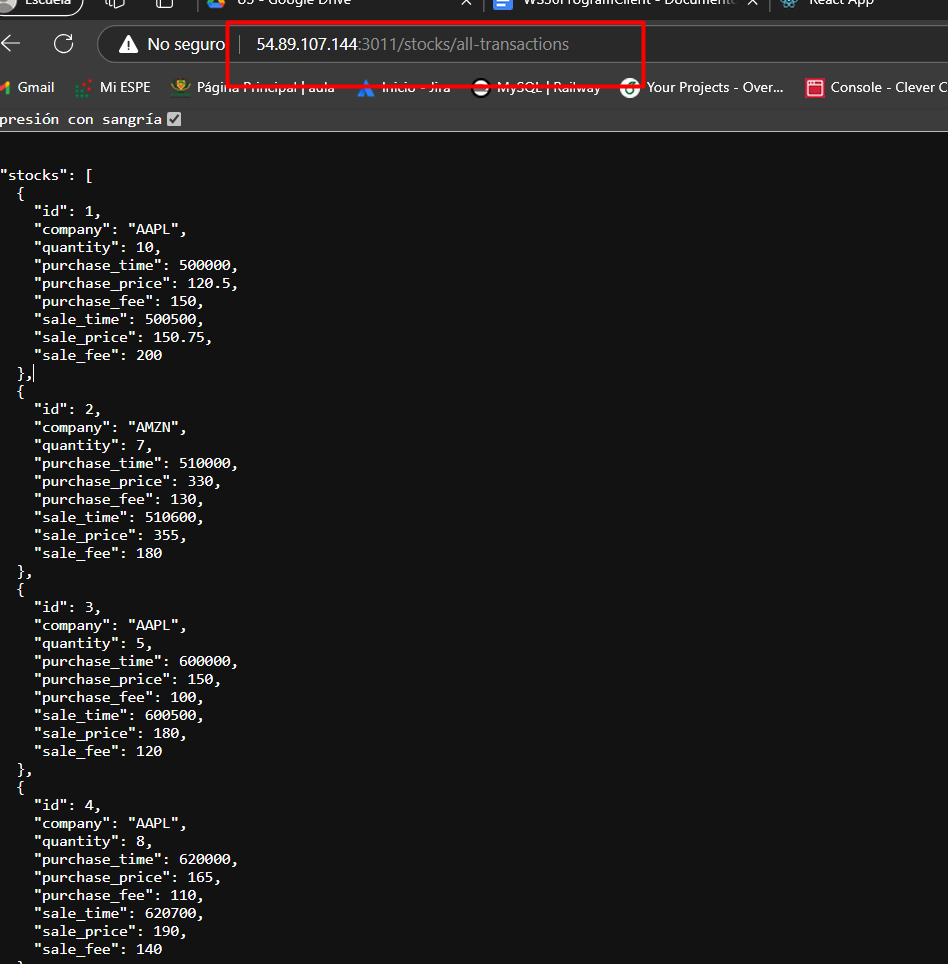 Escuela
US - Google Drive
WSS6ProgramClient - Documento
React App
No seguro | 54.89.107.144:3011/stocks/all-transactions
Gmail
Mi ESPE
Página Principal | aula
Inicio - Jira
MySQL | Railway
Your Projects - Over...
Console - Clever C
presión con sangría
"stocks": [
{
"id": 1,
"company": "AAPL",
"quantity": 10,
"purchase_time": 500000,
"purchase_price": 120.5,
"purchase_fee": 150,
"sale_time": 500500,
"sale_price": 150.75,
"sale_fee": 200
},
{
"id": 2,
"company": "AMZN",
"quantity": 7,
"purchase_time": 510000,
"purchase_price": 330,
"purchase_fee": 130,
"sale_time": 510600,
"sale_price": 355,
"sale_fee": 180
},
{
"id": 3,
"company": "AAPL",
"quantity": 5,
"purchase_time": 600000,
"purchase_price": 150,
"purchase_fee": 100,
"sale_time": 600500,
"sale_price": 180,
"sale_fee": 120
},
{
"id": 4,
"company": "AAPL",
"quantity": 8,
"purchase_time": 620000,
"purchase_price": 165,
"purchase_fee": 110,
"sale_time": 620700,
"sale_price": 190,
"sale_fee": 140